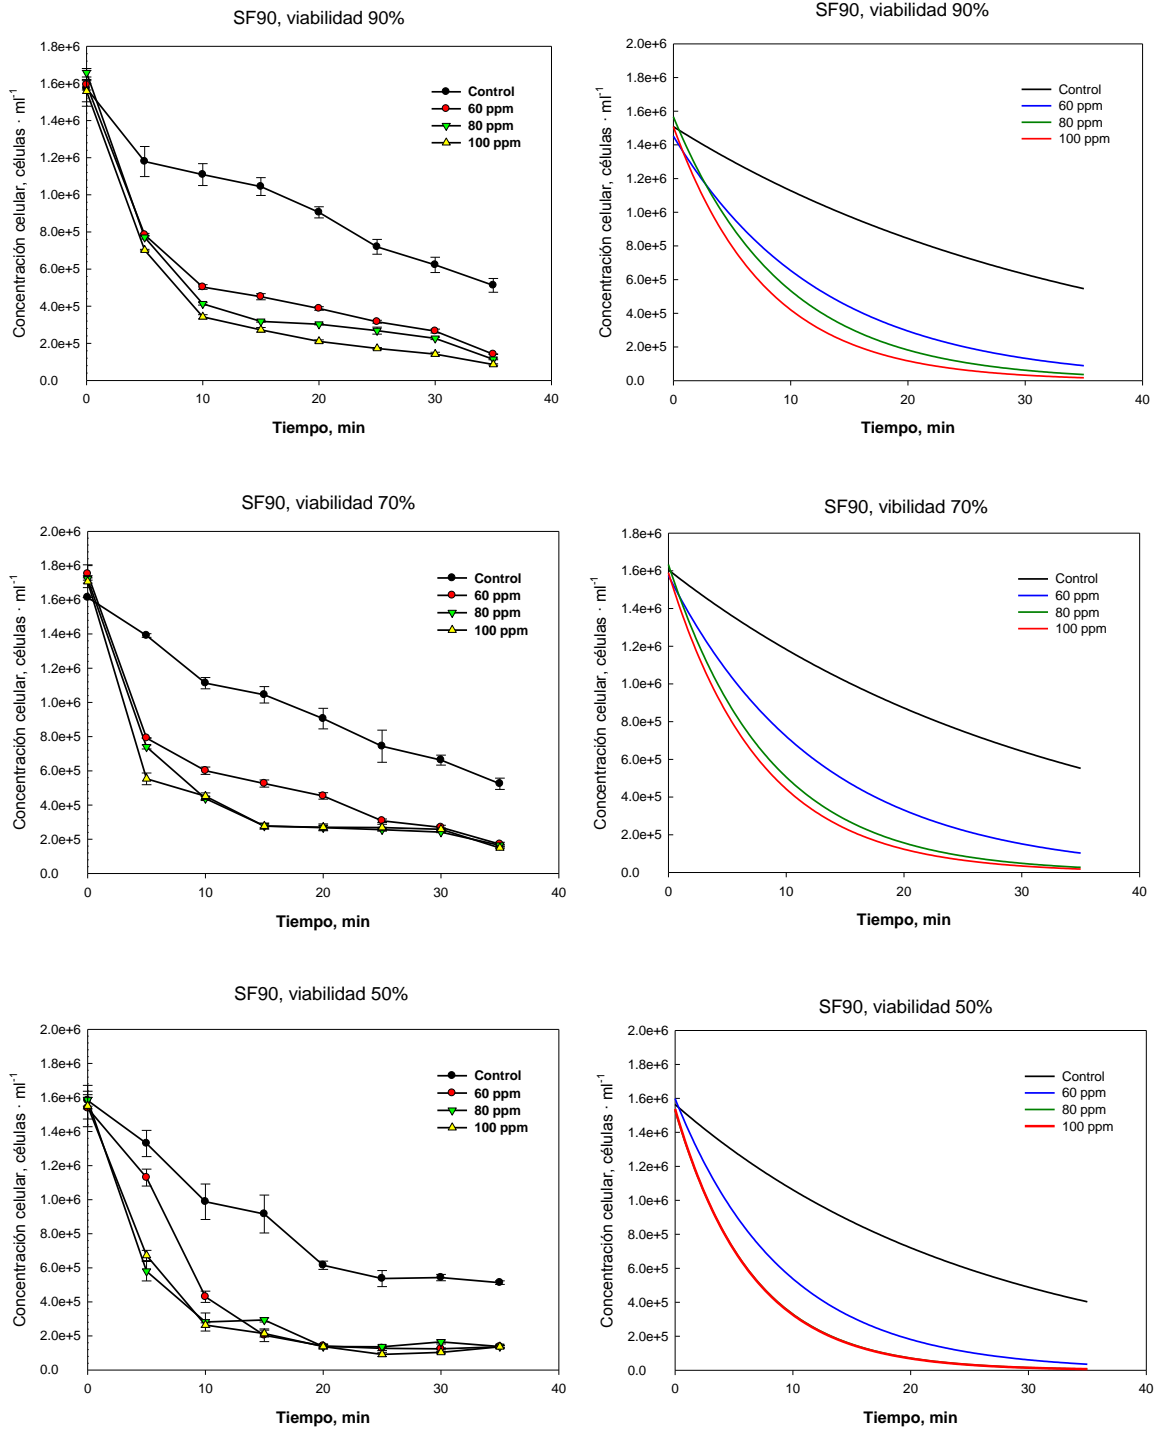 SF90, viabilidad 90%
Concentración celular, células · ml-1
1.8e+6
1.6e+6
1.4e+6
1.2e+6
1.0e+6
8.0e+5
6.0e+5
4.0e+5
2.0e+5
0.0
Control
60 ppm
80 ppm
100 ppm
0 10 20 30 40
Tiempo, min
SF90, viabilidad 90%
Concentración celular, células · ml-1
2.0e+6
1.8e+6
1.6e+6
1.4e+6
1.2e+6
1.0e+6
8.0e+5
6.0e+5
4.0e+5
2.0e+5
0.0
Control
60 ppm
80 ppm
100 ppm
0 10 20 30 40
Tiempo, min
SF90, viabilidad 70%
Concentración celular, células · ml-1
2.0e+6
1.8e+6
1.6e+6
1.4e+6
1.2e+6
1.0e+6
8.0e+5
6.0e+5
4.0e+5
2.0e+5
0.0
Control
60 ppm
80 ppm
100 ppm
0 10 20 30 40
Tiempo, min
SF90, vibilidad 70%
Concentración celular, células · ml-1
1.8e+6
1.6e+6
1.4e+6
1.2e+6
1.0e+6
8.0e+5
6.0e+5
4.0e+5
2.0e+5
0.0
Control
60 ppm
80 ppm
100 ppm
0 10 20 30 40
Tiempo, min
SF90, viabilidad 50%
Concentración celular, células · ml-1
2.0e+6
1.8e+6
1.6e+6
1.4e+6
1.2e+6
1.0e+6
8.0e+5
6.0e+5
4.0e+5
2.0e+5
0.0
Control
60 ppm
80 ppm
100 ppm
0 10 20 30 40
Tiempo, min
SF90, viabilidad 50%
Concentración celular, células · ml-1
2.0e+6
1.8e+6
1.6e+6
1.4e+6
1.2e+6
1.0e+6
8.0e+5
6.0e+5
4.0e+5
2.0e+5
0.0
Control
60 ppm
80 ppm
100 ppm
0 10 20 30 40
Tiempo, min